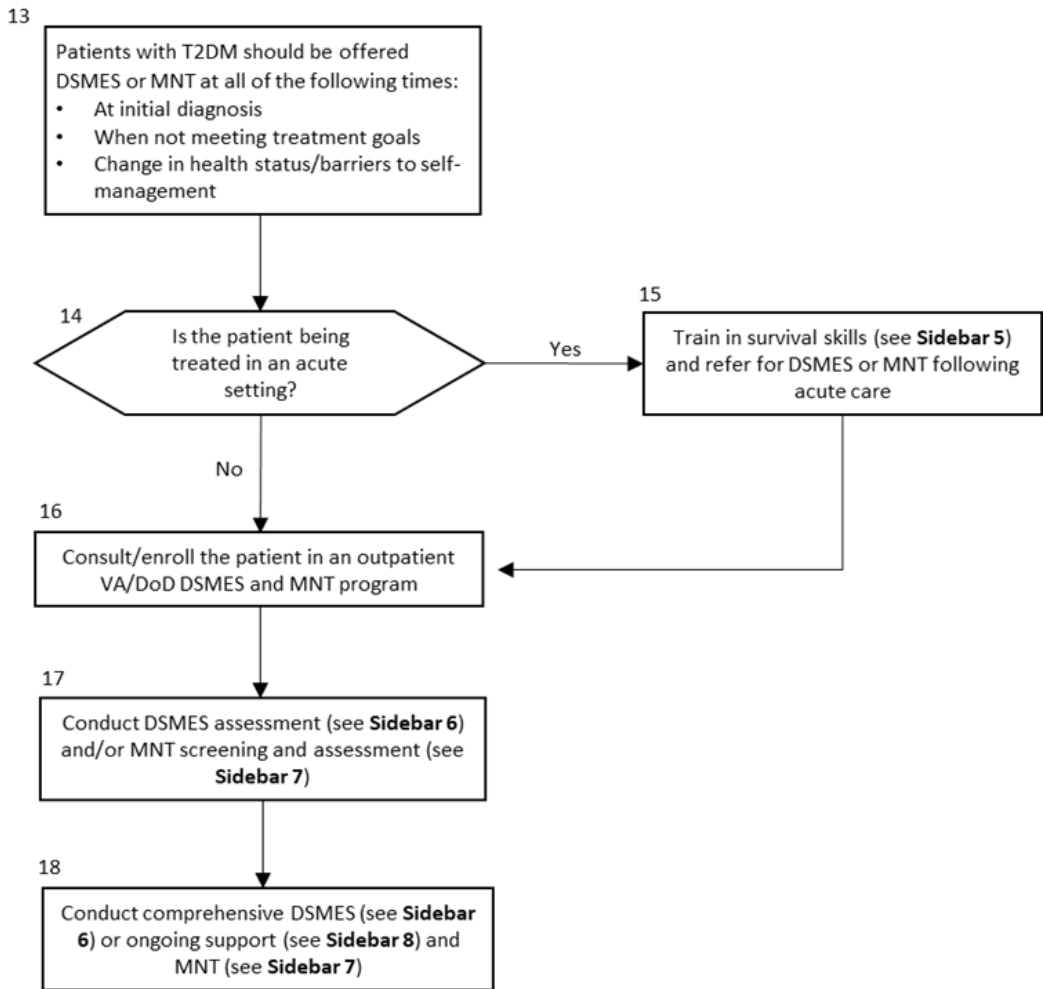 13
Patients with T2DM should be offered
DSMES or MNT at all of the following times:
• At initial diagnosis
• When not meeting treatment goals
• Change in health status/barriers to self-
management
14
Is the patient being
treated in an acute
setting?
Yes
15
Train in survival skills (see Sidebar 5)
and refer for DSMES or MNT following
acute care
No
16
Consult/enroll the patient in an outpatient
VA/DoD DSMES and MNT program
17
Conduct DSMES assessment (see Sidebar 6)
and/or MNT screening and assessment (see
Sidebar 7)
18
Conduct comprehensive DSMES (see Sidebar
6) or ongoing support (see Sidebar 8) and
MNT (see Sidebar 7)